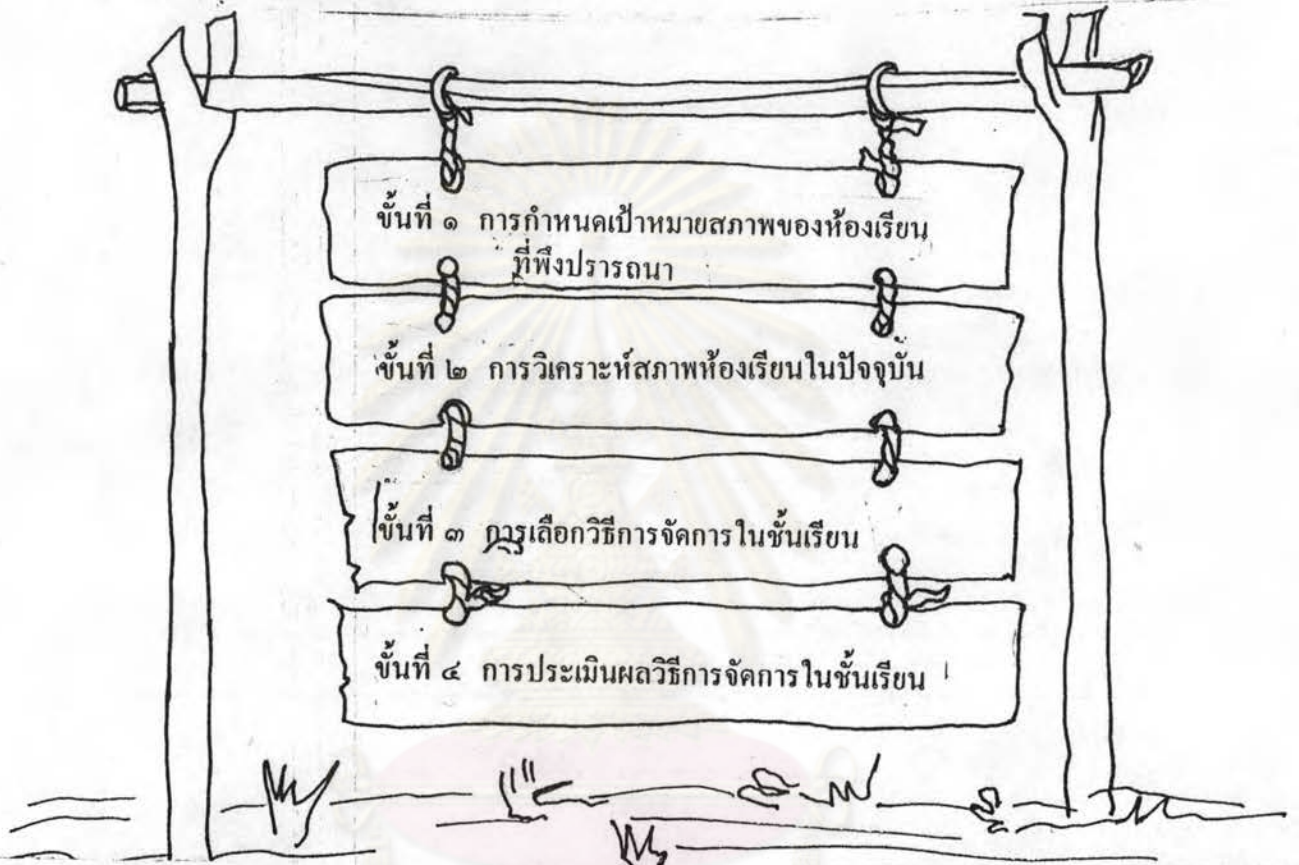 ขั้นที่ ๑ การกำหนดเป้าหมายสภาพของห้องเรียน
ที่พึงปรารถนา
ขั้นที่ ๒ การวิเคราะห์สภาพห้องเรียนในปัจจุบัน
ขั้นที่ ๓ การเลือกวิธีการจัดการในชั้นเรียน
ขั้นที่ ๔ การประเมินผลวิธีการจัดการในชั้นเรียน